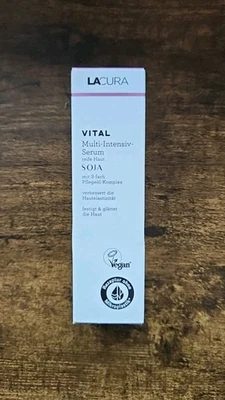 LACURA
VITAL
Multi-Intensiv-
Serum
jede Haut
SOJA
mit 3-fach
Pflegeöl-Komplex
verbessert die
Hautelastizität
festigt & glättet
die Haut
Vegan